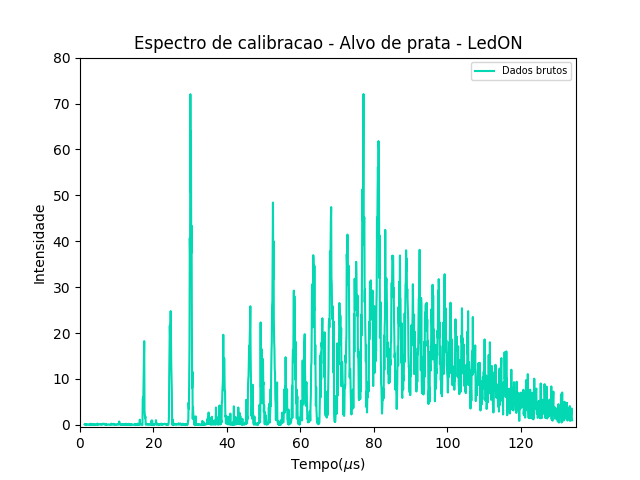 Espectro de calibracao - Alvo de prata - LedON
Dados brutos
Intensidade
80
70
60
50
40
30
20
10
0
0 20 40 60 80 100 120
Tempo(μs)